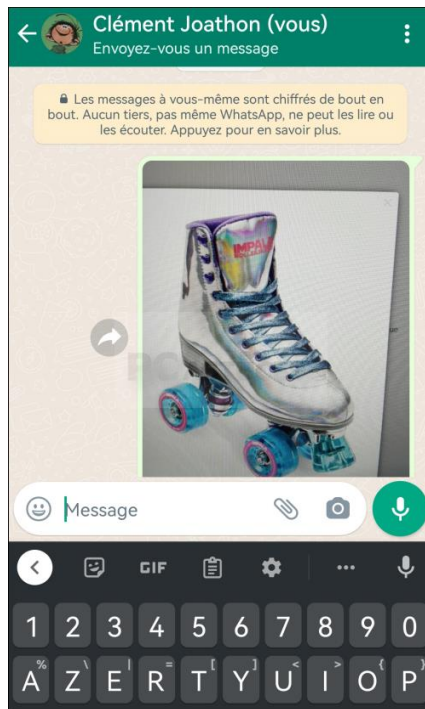 Clément Joathon (vous)
Envoyez-vous un message
Les messages à vous-même sont chiffrés de bout en
bout. Aucun tiers, pas même WhatsApp, ne peut les lire ou
les écouter. Appuyez pour en savoir plus.
Message
GIF
1 2 3 4 5 6 7 8 9 0
% \ | = [ ] < > { }
A Z E R T Y U I O P